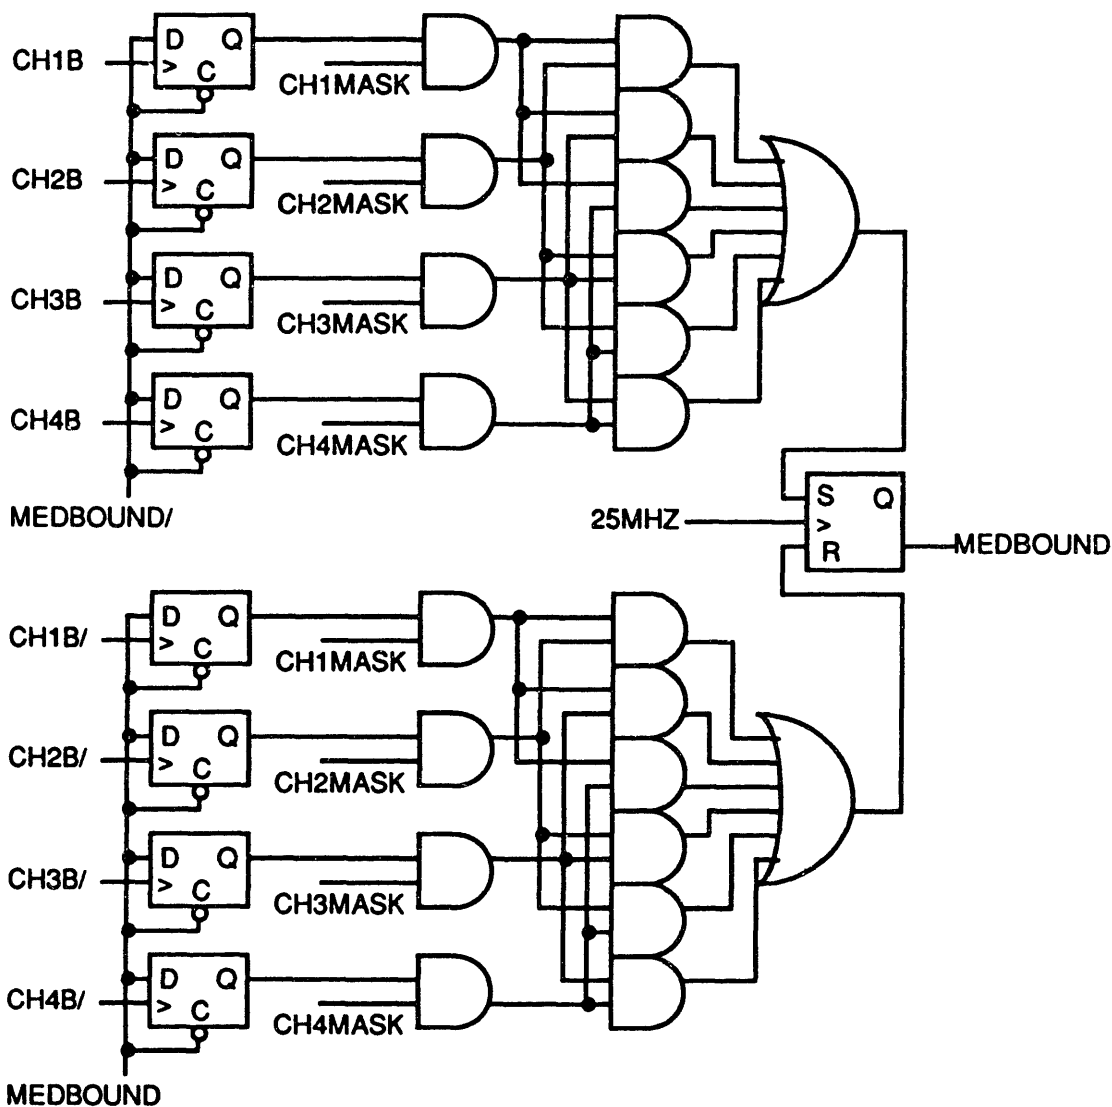 D Q
CH1B > C
CH1MASK
D Q
CH2B > C
CH2MASK
D Q
CH3B > C
CH3MASK
D Q
CH4B > C
CH4MASK
MEDBOUND/
S Q
25MHZ >
R
MEDBOUND
D Q
CH1B/ > C
CH1MASK
D Q
CH2B/ > C
CH2MASK
D Q
CH3B/ > C
CH3MASK
D Q
CH4B/ > C
CH4MASK
MEDBOUND